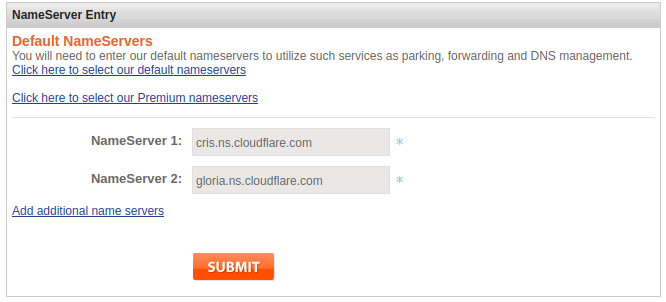 NameServer Entry
Default NameServers
You will need to enter our default nameservers to utilize such services as parking, forwarding and DNS management.
Click here to select our default nameservers
Click here to select our Premium nameservers
NameServer 1: cris.ns.cloudflare.com *
NameServer 2: gloria.ns.cloudflare.com *
Add additional name servers
SUBMIT